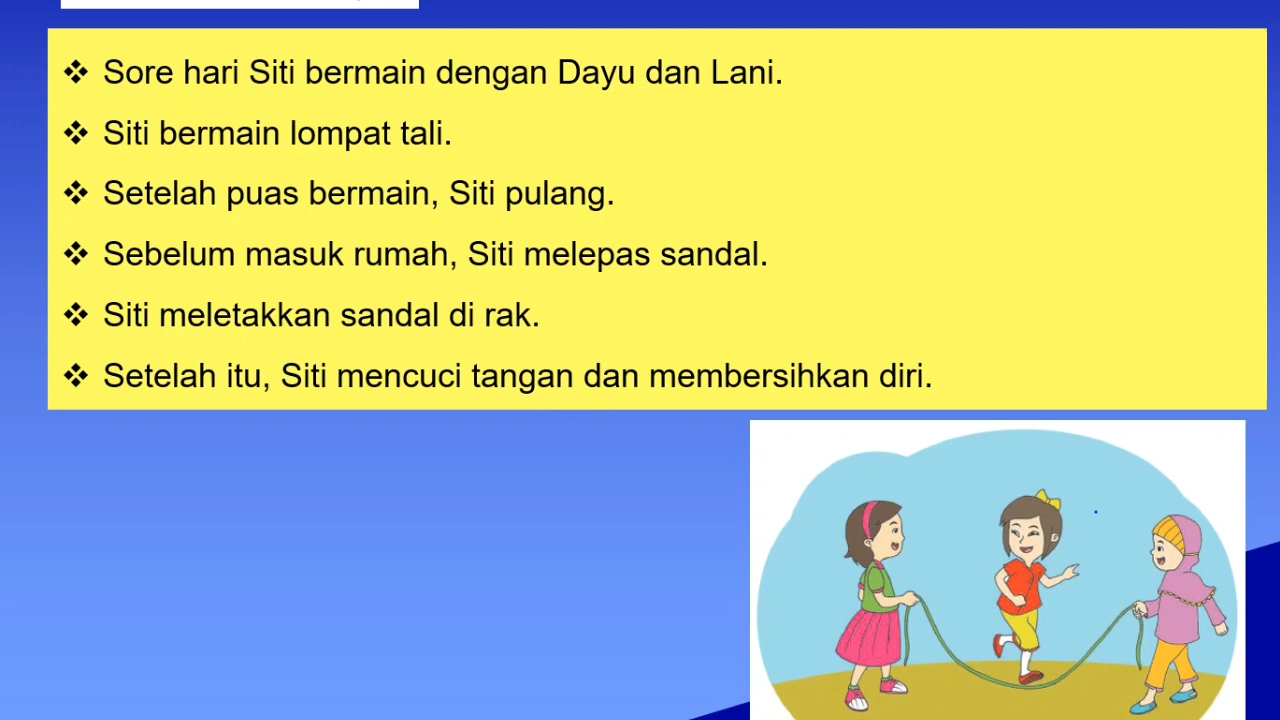 ❖ Sore hari Siti bermain dengan Dayu dan Lani.
❖ Siti bermain lompat tali.
❖ Setelah puas bermain, Siti pulang.
❖ Sebelum masuk rumah, Siti melepas sandal.
❖ Siti meletakkan sandal di rak.
❖ Setelah itu, Siti mencuci tangan dan membersihkan diri.